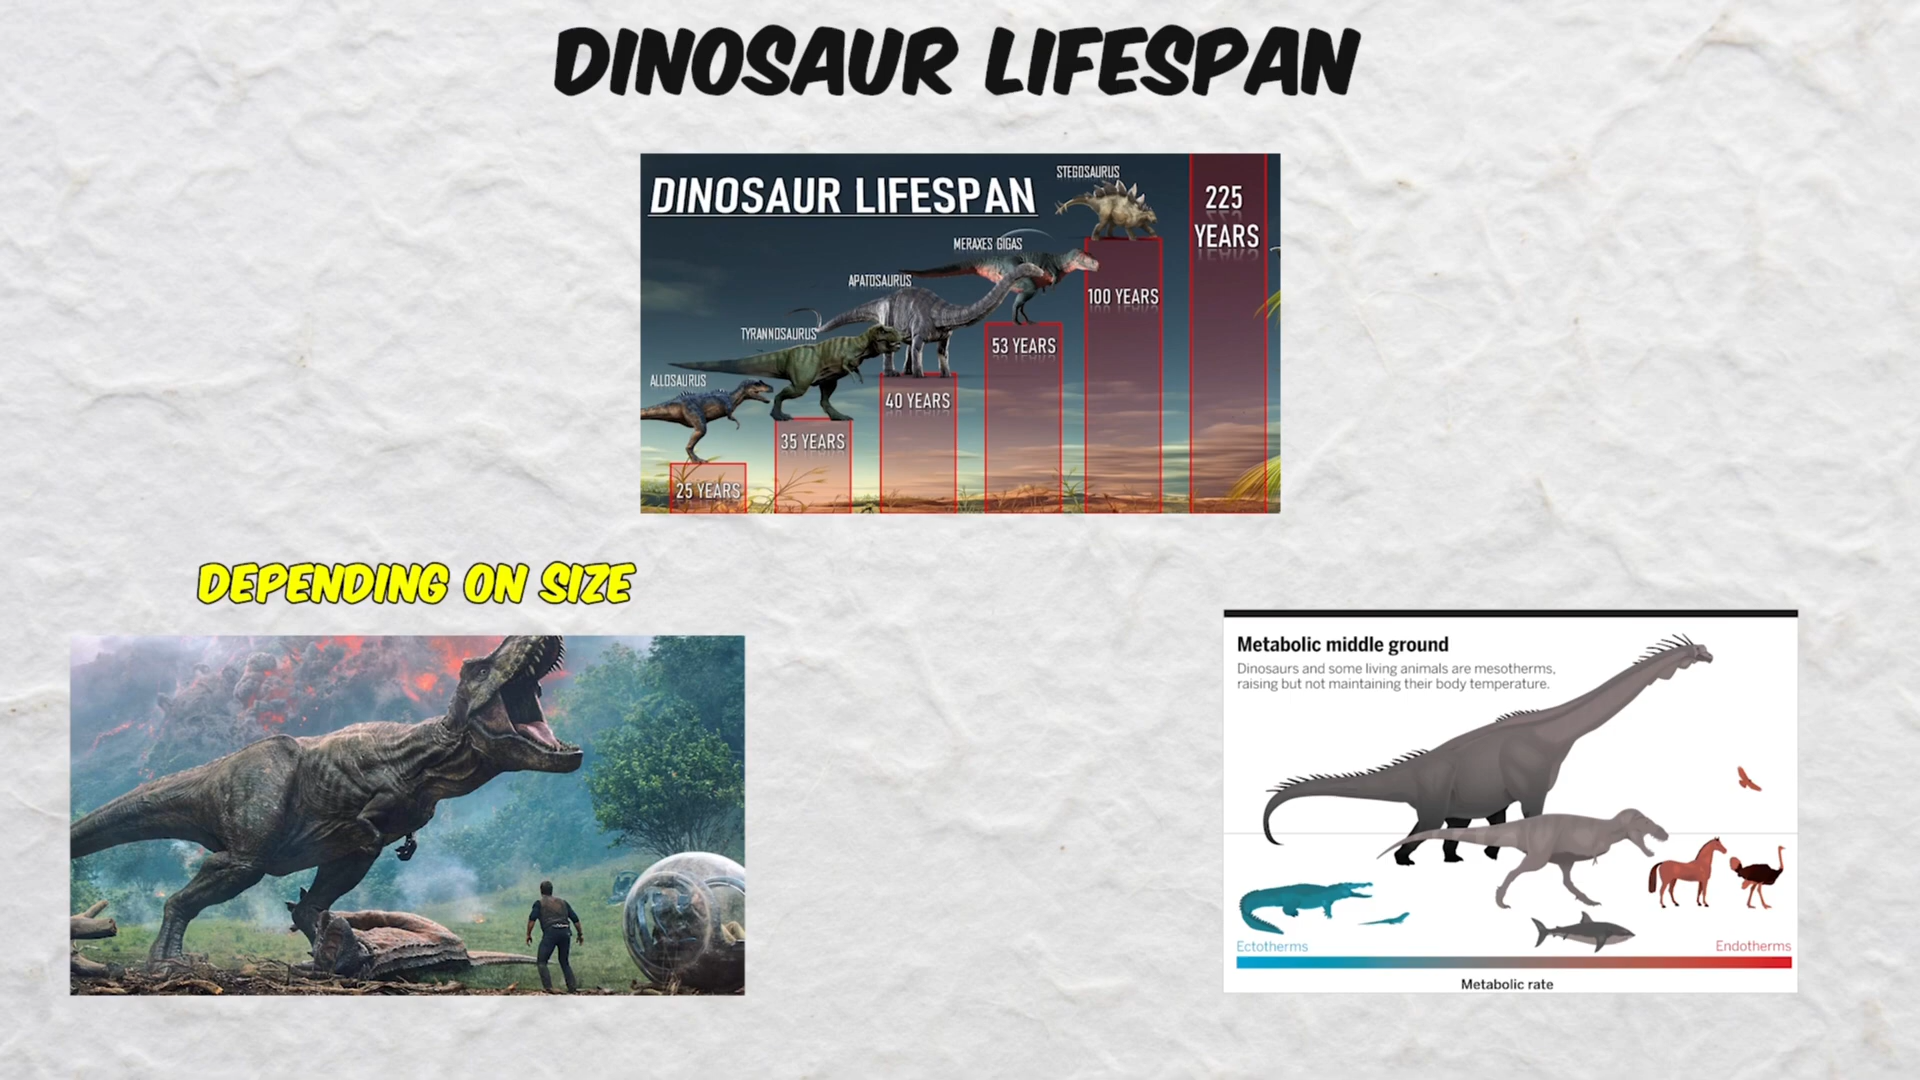 DINOSAUR LIFESPAN
DINOSAUR LIFESPAN
STEGOSAURUS
225
YEARS
MERAXES GIGAS
100 YEARS
APATOSAURUS
53 YEARS
TYRANNOSAURUS
40 YEARS
ALLOSAURUS
35 YEARS
25 YEARS
DEPENDING ON SIZE
Metabolic middle ground
Dinosaurs and some living animals are mesotherms,
raising but not maintaining their body temperature.
Ectotherms
Endotherms
Metabolic rate